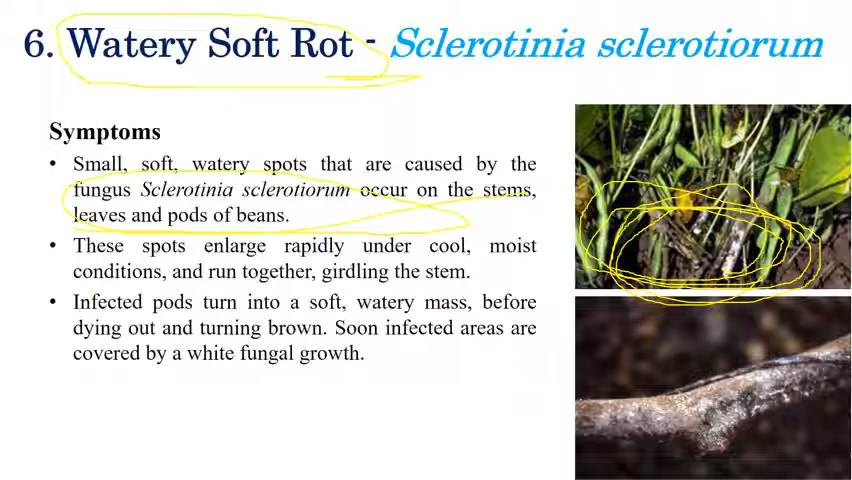 6. Watery Soft Rot - Sclerotinia sclerotiorum
Symptoms
• Small, soft, watery spots that are caused by the
fungus Sclerotinia sclerotiorum occur on the stems,
leaves and pods of beans.
• These spots enlarge rapidly under cool, moist
conditions, and run together, girdling the stem.
• Infected pods turn into a soft, watery mass, before
dying out and turning brown. Soon infected areas are
covered by a white fungal growth.